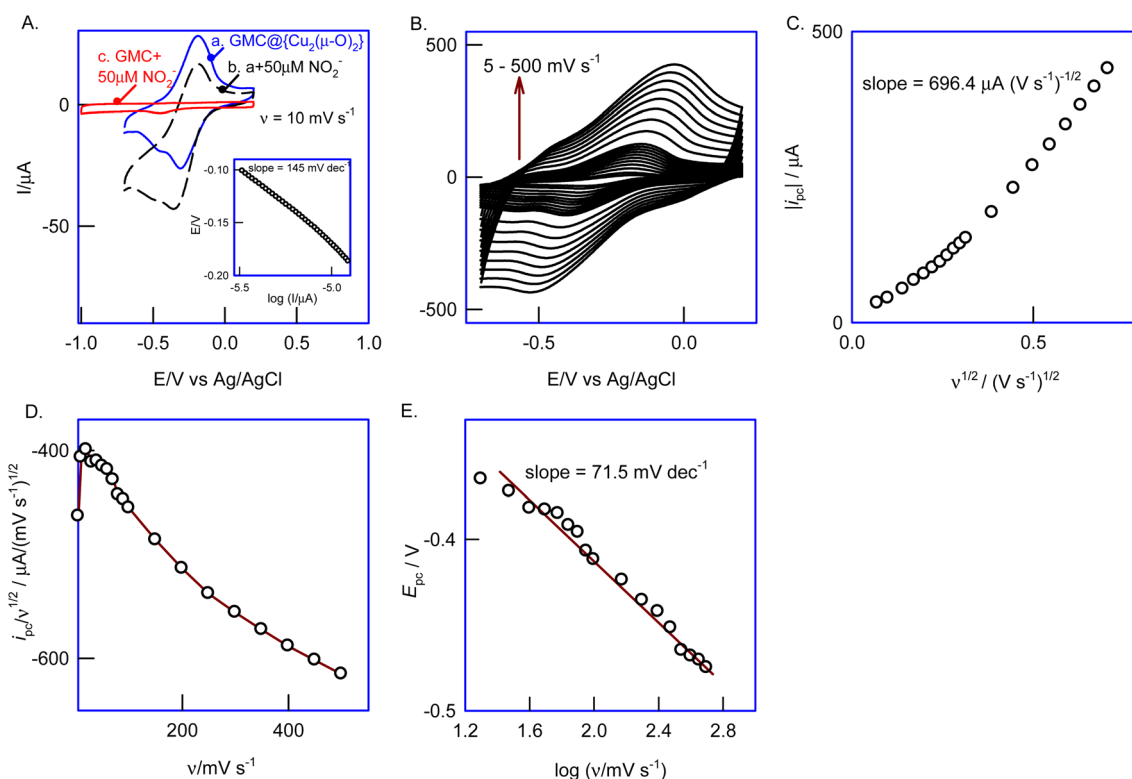 A.
a. GMC@{Cu₂(μ-O)₂}
c. GMC+
50μM NO₂⁻
b. a+50μM NO₂⁻
ν = 10 mV s⁻¹
0
-50
I/μA
slope = 145 mV dec⁻¹
-0.10
-0.15
-0.20
E/V
-5.5
-5.0
log (I/μA)
-1.0
-0.5
0.0
0.5
1.0
E/V vs Ag/AgCl
B.
500
5 - 500 mV s⁻¹
0
-500
-0.5
0.0
I/μA
E/V vs Ag/AgCl
C.
500
slope = 696.4 μA (V s⁻¹)⁻¹/²
|i_pc| / μA
0
0.0
0.5
ν¹/² / (V s⁻¹)¹/²
D.
-400
-600
i_pc/ν¹/² / μA/(mV s⁻¹)¹/²
200
400
ν/mV s⁻¹
E.
slope = 71.5 mV dec⁻¹
-0.4
-0.5
E_pc / V
1.2
1.6
2.0
2.4
2.8
log (ν/mV s⁻¹)